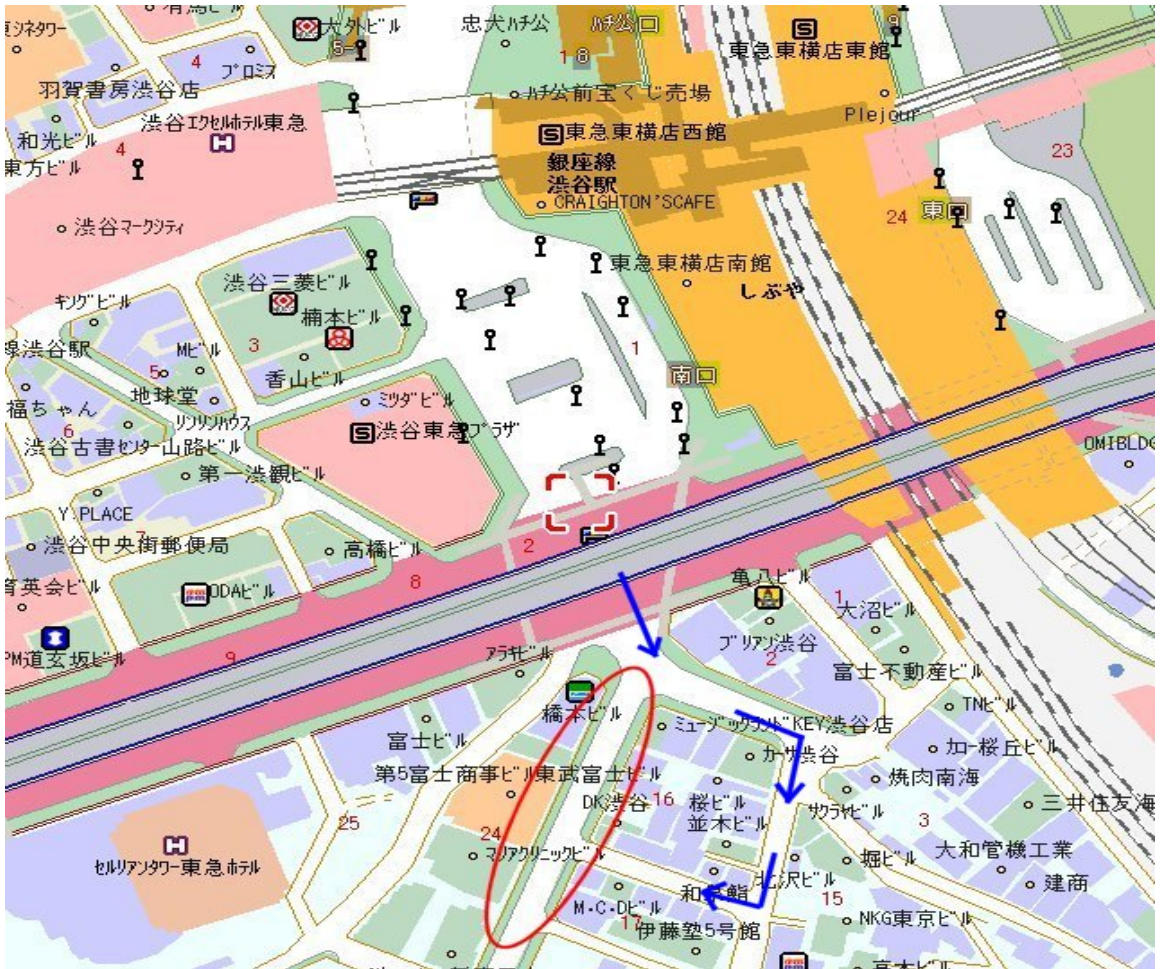 大外ビル
忠犬ハチ公
ハチ公口
東急東横店東館
4
プロミス
羽賀書房渋谷店
1
8
ハチ公前宝くじ売場
Plejour
和光ビル
渋谷エクセルホテル東急
東急東横店西館
東方ビル
4
H
銀座線
渋谷駅
23
CRAIGHTON'SCAFE
24
東口
渋谷マークシティ
渋谷三菱ビル
東急東横店南館
しぶや
キングビル
楠本ビル
線渋谷駅
Mビル
3
1
5
香山ビル
南口
地球堂
ミツダビル
福ちゃん
リンリンハウス
6
渋谷東急プラザ
渋谷古書センター山路ビル
OMIBLDG
第一渋観ビル
Y.PLACE
7
渋谷中央街郵便局
高橋ビル
2
8
育英会ビル
ODAビル
亀八ビル
1
大沼ビル
PM道玄坂ビル
9
アラキビル
ブリアン渋谷
2
富士不動産ビル
橋本ビル
TNビル
ミュージックランドKEY渋谷店
富士ビル
カーサ渋谷
加一桜丘ビル
第5富士商事ビル
東武富士ビル
焼肉南海
DK渋谷
16
桜ビル
三井住友海
25
並木ビル
サクラヤビル
3
24
H
マリアクリニックビル
堀ビル
大和管機工業
セルリアンタワー東急ホテル
北沢ビル
建商
15
M・C・Dビル
17
NKG東京ビル
伊藤塾5号館